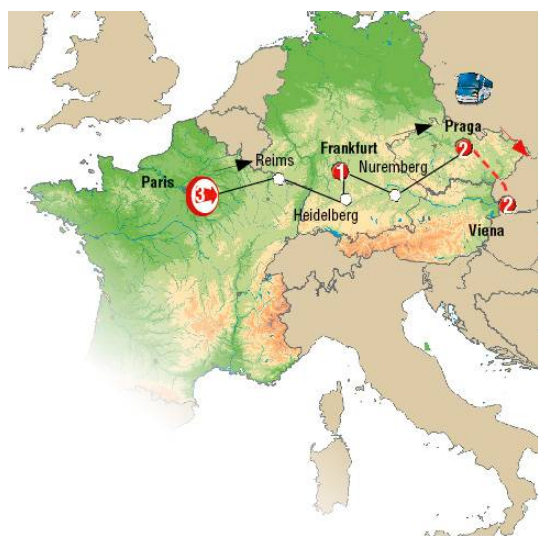 Praga
2
Frankfurt
1
Nuremberg
Reims
Paris
3
Heidelberg
2
Viena